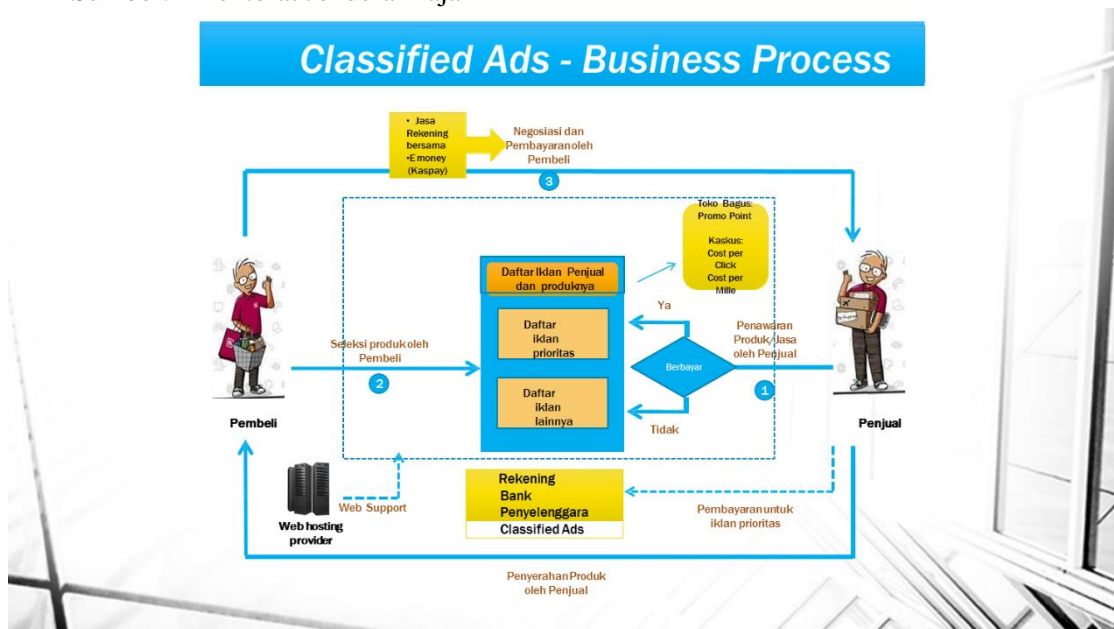 Classified Ads - Business Process
• Jasa
Rekening
bersama
•E money
(Kaspay)
Negosiasi dan
Pembayaran oleh
Pembeli
3
Toko Bagus:
Promo Point
Kaskus:
Cost per
Click
Cost per
Mille
Daftar Iklan Penjual
dan produknya
Daftar
iklan
prioritas
Daftar
iklan
lainnya
Ya
Berbayar
Tidak
Penawaran
Produk/Jasa
oleh Penjual
1
Seleksi produk oleh
Pembeli
2
Pembeli
Penjual
Web hosting
provider
Web Support
Rekening
Bank
Penyelenggara
Classified Ads
Pembayaran untuk
iklan prioritas
Penyerahan Produk
oleh Penjual